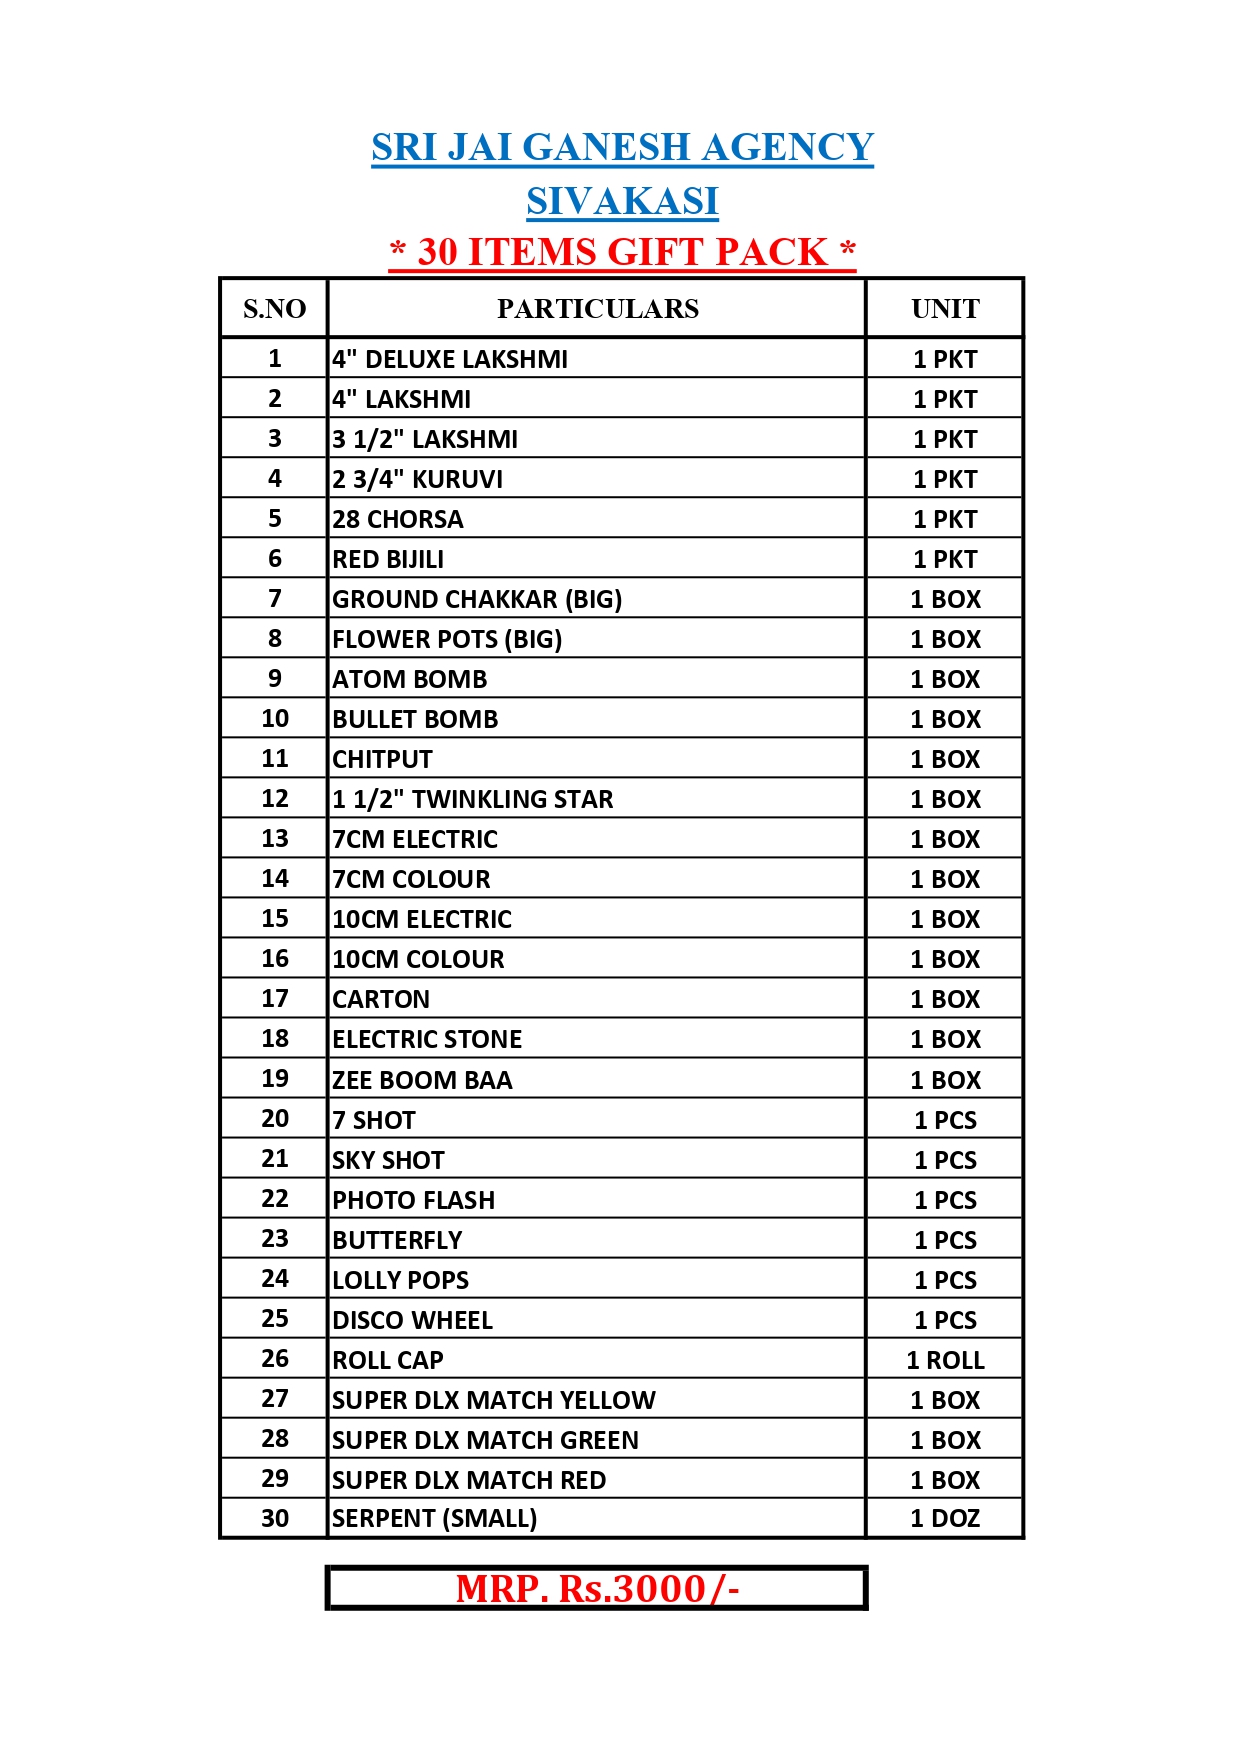 SRI JAI GANESH AGENCY
SIVAKASI
* 30 ITEMS GIFT PACK *
S.NO PARTICULARS UNIT
1 4" DELUXE LAKSHMI 1 PKT
2 4" LAKSHMI 1 PKT
3 3 1/2" LAKSHMI 1 PKT
4 2 3/4" KURUVI 1 PKT
5 28 CHORSA 1 PKT
6 RED BIJILI 1 PKT
7 GROUND CHAKKAR (BIG) 1 BOX
8 FLOWER POTS (BIG) 1 BOX
9 ATOM BOMB 1 BOX
10 BULLET BOMB 1 BOX
11 CHITPUT 1 BOX
12 1 1/2" TWINKLING STAR 1 BOX
13 7CM ELECTRIC 1 BOX
14 7CM COLOUR 1 BOX
15 10CM ELECTRIC 1 BOX
16 10CM COLOUR 1 BOX
17 CARTON 1 BOX
18 ELECTRIC STONE 1 BOX
19 ZEE BOOM BAA 1 BOX
20 7 SHOT 1 PCS
21 SKY SHOT 1 PCS
22 PHOTO FLASH 1 PCS
23 BUTTERFLY 1 PCS
24 LOLLY POPS 1 PCS
25 DISCO WHEEL 1 PCS
26 ROLL CAP 1 ROLL
27 SUPER DLX MATCH YELLOW 1 BOX
28 SUPER DLX MATCH GREEN 1 BOX
29 SUPER DLX MATCH RED 1 BOX
30 SERPENT (SMALL) 1 DOZ
MRP. Rs.3000/-